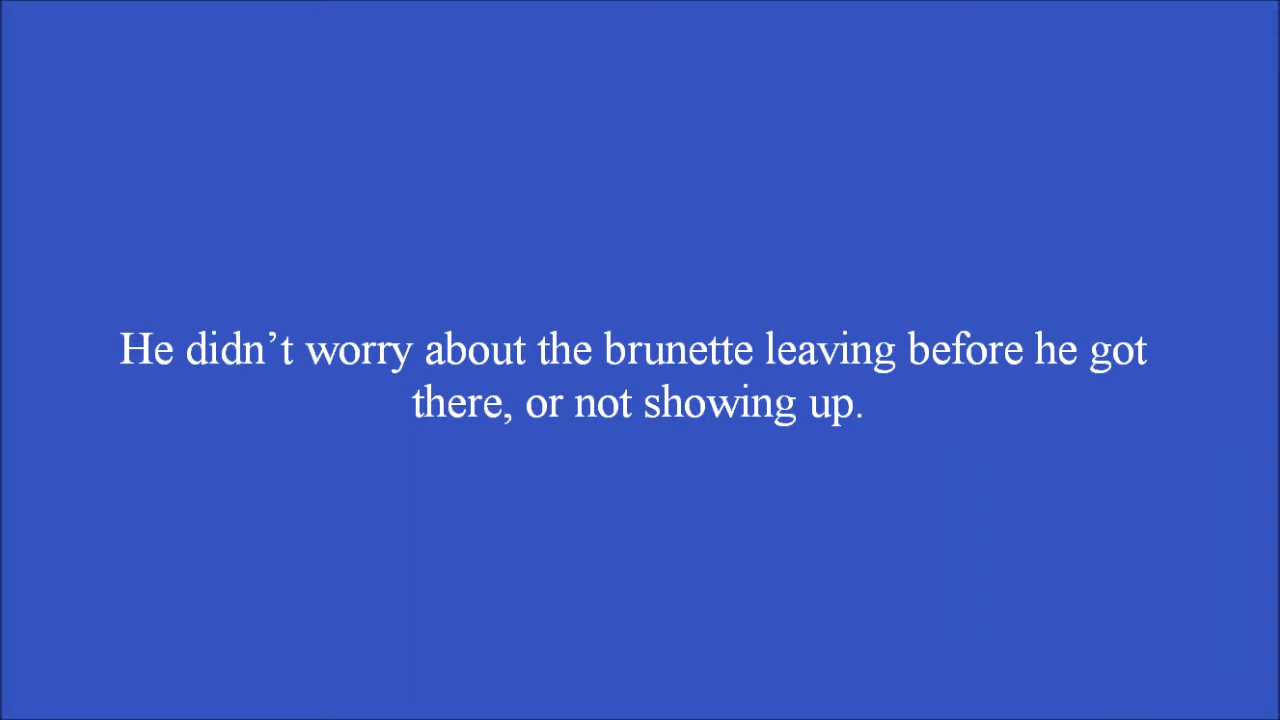 He didn’t worry about the brunette leaving before he got
there, or not showing up.